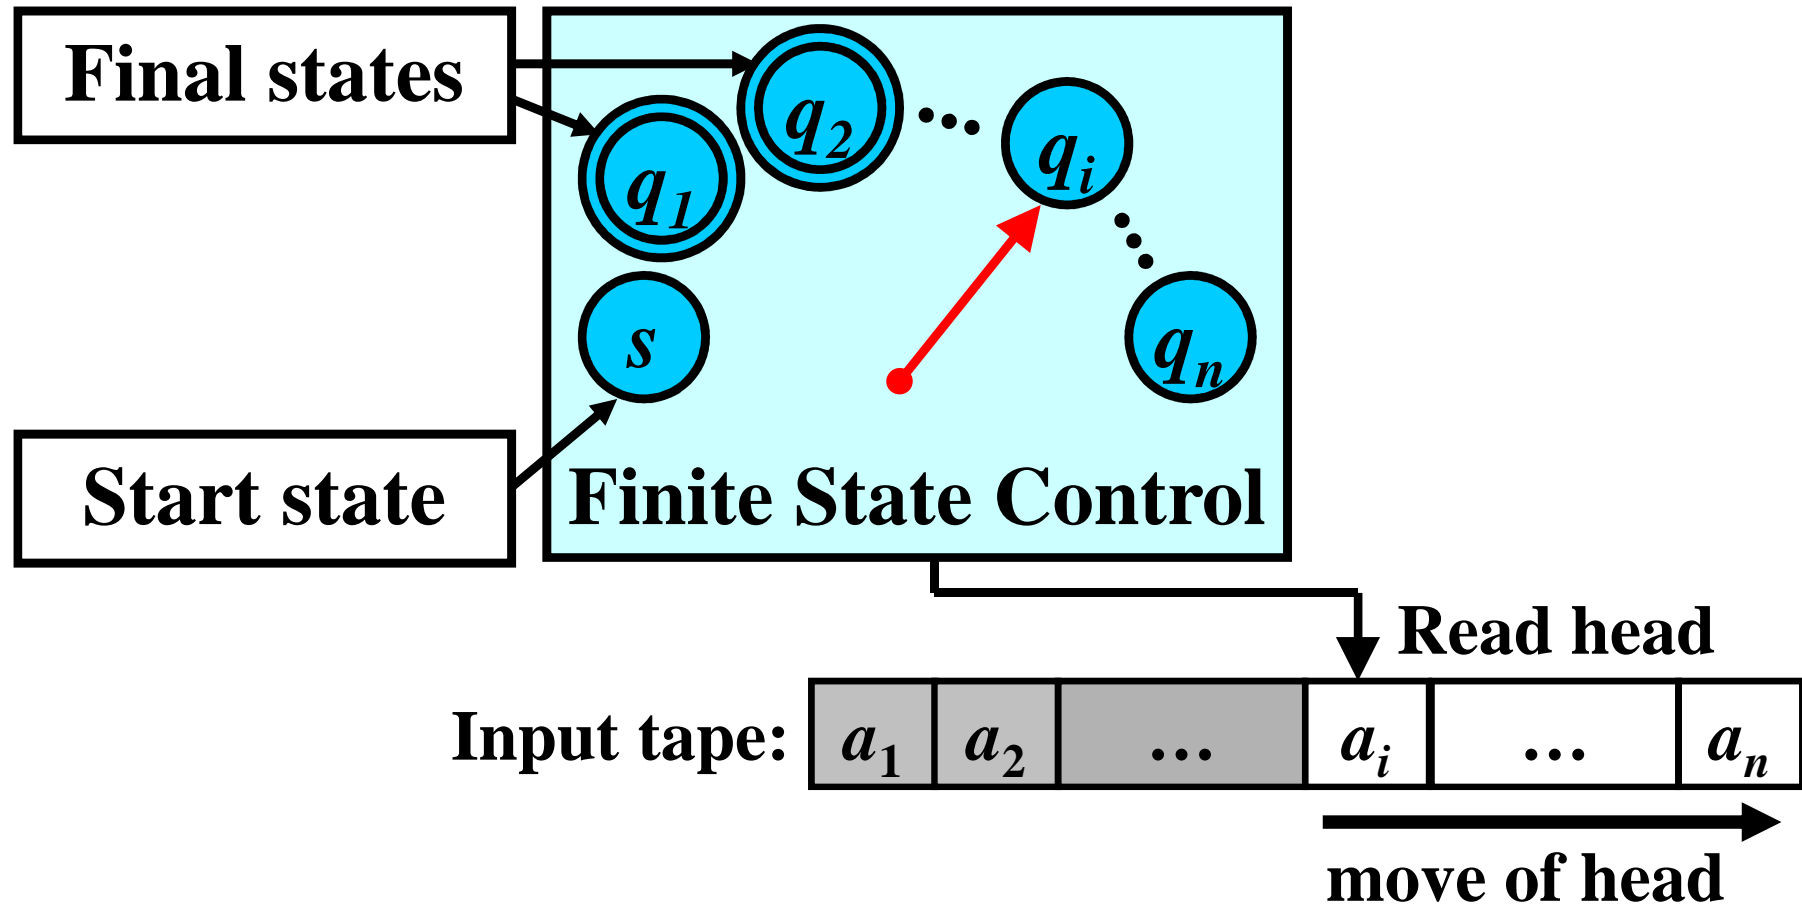 Final states
q1
q2
...
qi
...
qn
s
Start state
Finite State Control
Read head
Input tape: a1 a2 ... ai ... an
move of head